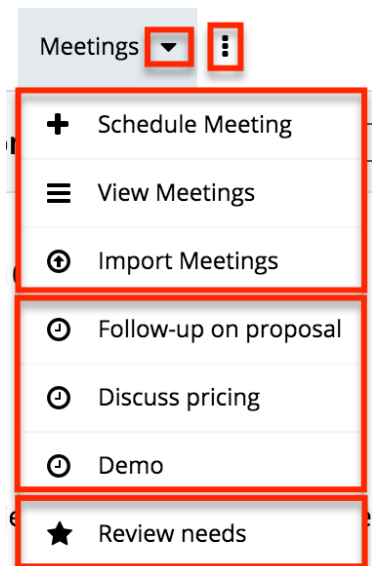 Meetings
Schedule Meeting
View Meetings
Import Meetings
Follow-up on proposal
Discuss pricing
Demo
Review needs